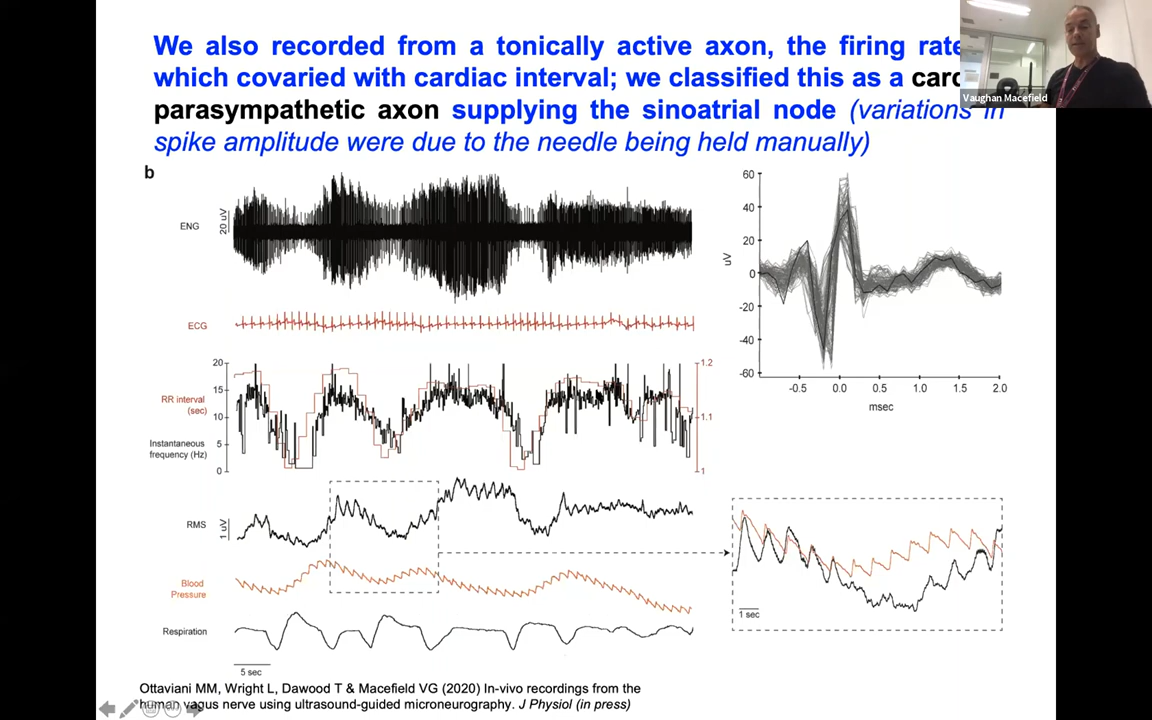 We also recorded from a tonically active axon, the firing rate
which covaried with cardiac interval; we classified this as a
parasympathetic axon supplying the sinoatrial node (variations in
spike amplitude were due to the needle being held manually)
Vaughan Macefield
b
ENG
20 uV
ECG
RR interval
(sec)
Instantaneous
frequency (Hz)
20
15
10
5
0
1.2
1.1
1
RMS
1 uV
Blood
Pressure
Respiration
5 sec
60
40
20
0
-20
-40
-60
uV
-0.5 0.0 0.5 1.0 1.5 2.0
msec
1 sec
Ottaviani MM, Wright L, Dawood T & Macefield VG (2020) In-vivo recordings from the
human vagus nerve using ultrasound-guided microneurography. J Physiol (in press)